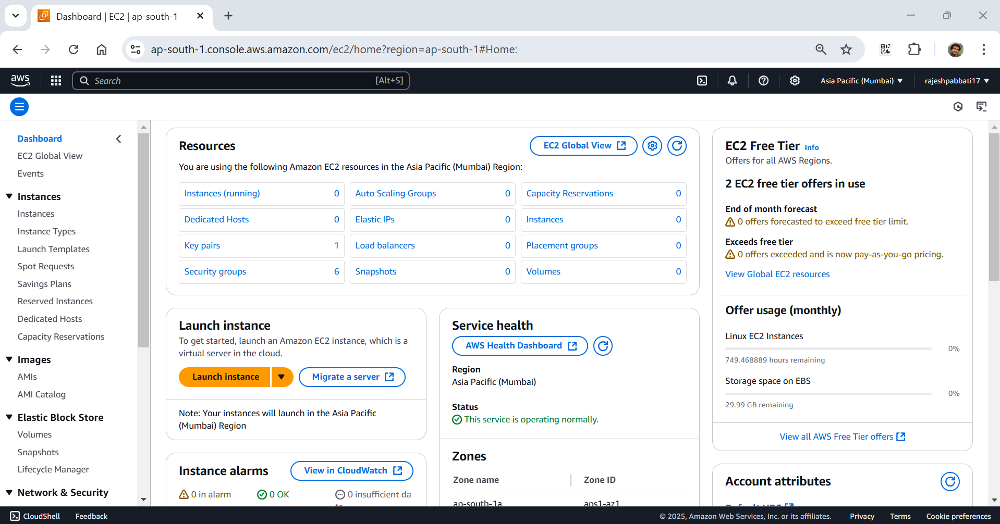 Dashboard | EC2 | ap-south-1
ap-south-1.console.aws.amazon.com/ec2/home?region=ap-south-1#Home:
aws
Search [Alt+S]
Asia Pacific (Mumbai)
rajeshpabbati17
Dashboard
EC2 Global View
Events
Instances
Instances
Instance Types
Launch Templates
Spot Requests
Savings Plans
Reserved Instances
Dedicated Hosts
Capacity Reservations
Images
AMIs
AMI Catalog
Elastic Block Store
Volumes
Snapshots
Lifecycle Manager
Network & Security
Resources
EC2 Global View
You are using the following Amazon EC2 resources in the Asia Pacific (Mumbai) Region:
Instances (running) 0
Auto Scaling Groups 0
Capacity Reservations 0
Dedicated Hosts 0
Elastic IPs 0
Instances 0
Key pairs 1
Load balancers 0
Placement groups 0
Security groups 6
Snapshots 0
Volumes 0
Launch instance
To get started, launch an Amazon EC2 instance, which is a
virtual server in the cloud.
Launch instance
Migrate a server
Note: Your instances will launch in the Asia Pacific
(Mumbai) Region
Instance alarms
View in CloudWatch
0 in alarm
0 OK
0 insufficient da
Service health
AWS Health Dashboard
Region
Asia Pacific (Mumbai)
Status
This service is operating normally.
Zones
Zone name
Zone ID
ap-south-1a
aps1-az1
EC2 Free Tier Info
Offers for all AWS Regions.
2 EC2 free tier offers in use
End of month forecast
0 offers forecasted to exceed free tier limit.
Exceeds free tier
0 offers exceeded and is now pay-as-you-go pricing.
View Global EC2 resources
Offer usage (monthly)
Linux EC2 Instances
0%
749.468889 hours remaining
Storage space on EBS
0%
29.99 GB remaining
View all AWS Free Tier offers
Account attributes
Default VPC
CloudShell
Feedback
© 2025, Amazon Web Services, Inc. or its affiliates.
Privacy
Terms
Cookie preferences